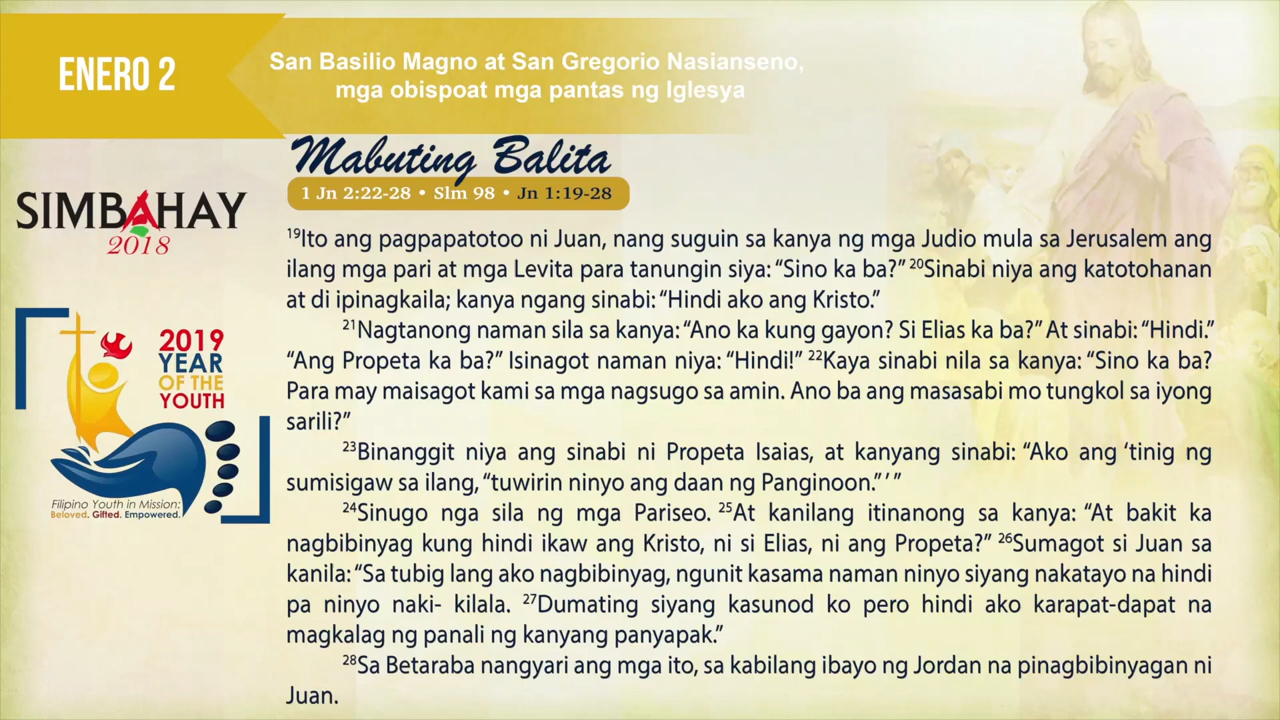 ENERO 2
San Basilio Magno at San Gregorio Nasianseno,
mga obispoat mga pantas ng Iglesya
Mabuting Balita
1 Jn 2:22-28 • Slm 98 • Jn 1:19-28
SIMBAHAY
2018
2019
YEAR
OF THE
YOUTH
Filipino Youth in Mission:
Beloved. Gifted. Empowered.
¹⁹Ito ang pagpapatotoo ni Juan, nang suguin sa kanya ng mga Judio mula sa Jerusalem ang
ilang mga pari at mga Levita para tanungin siya: “Sino ka ba?” ²⁰Sinabi niya ang katotohanan
at di ipinagkaila; kanya ngang sinabi: “Hindi ako ang Kristo.”
²¹Nagtanong naman sila sa kanya: “Ano ka kung gayon? Si Elias ka ba?” At sinabi: “Hindi.”
“Ang Propeta ka ba?” Isinagot naman niya: “Hindi!” ²²Kaya sinabi nila sa kanya: “Sino ka ba?
Para may maisagot kami sa mga nagsugo sa amin. Ano ba ang masasabi mo tungkol sa iyong
sarili?”
²³Binanggit niya ang sinabi ni Propeta Isaias, at kanyang sinabi: “Ako ang ‘tinig ng
sumisigaw sa ilang, “tuwirin ninyo ang daan ng Panginoon.” ’ ”
²⁴Sinugo nga sila ng mga Pariseo. ²⁵At kanilang itinanong sa kanya: “At bakit ka
nagbibinyag kung hindi ikaw ang Kristo, ni si Elias, ni ang Propeta?” ²⁶Sumagot si Juan sa
kanila: “Sa tubig lang ako nagbibinyag, ngunit kasama naman ninyo siyang nakatayo na hindi
pa ninyo naki- kilala. ²⁷Dumating siyang kasunod ko pero hindi ako karapat-dapat na
magkalag ng panali ng kanyang panyapak.”
²⁸Sa Betaraba nangyari ang mga ito, sa kabilang ibayo ng Jordan na pinagbibinyagan ni
Juan.